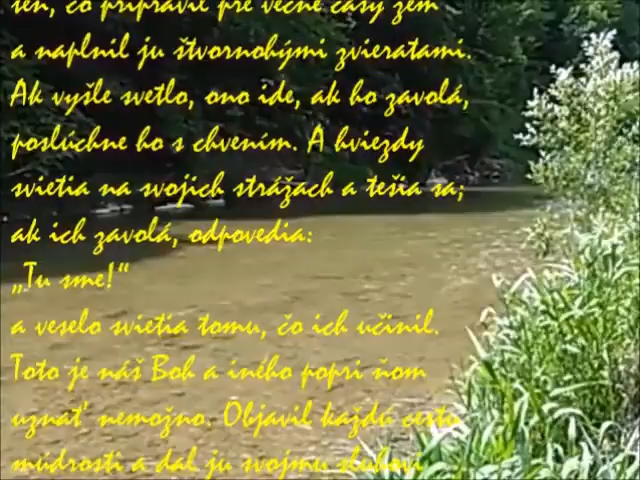 ten, čo pripravil pre večné časy zem
a naplnil ju štvornohými zvieratami.
Ak vyšle svetlo, ono ide, ak ho zavolá,
poslúchne ho s chvením. A hviezdy
svietia na svojich strážach a tešia sa;
ak ich zavolá, odpovedia:
„Tu sme!“
a veselo svietia tomu, čo ich učinil.
Toto je náš Boh a iného popri ňom
uznať nemožno. Objavil každú cestu
múdrosti a dal ju svojmu sluhovi